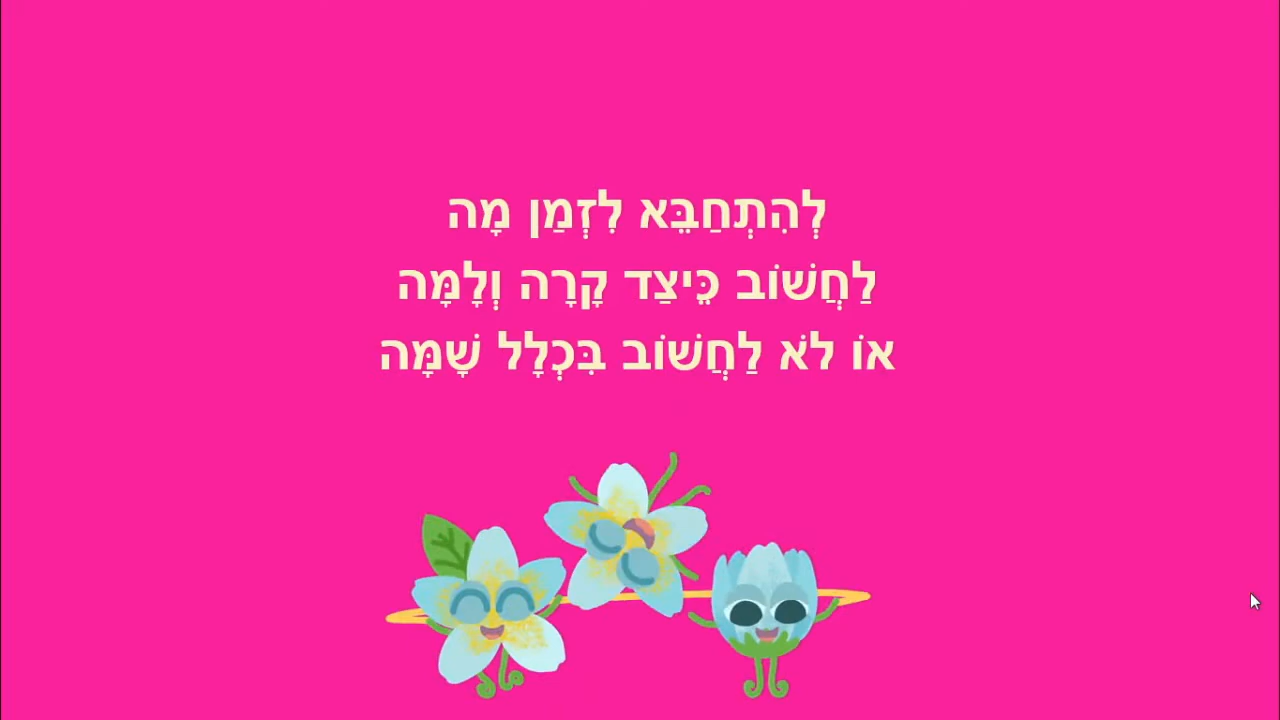 לְהִתְחַבֵּא לִזְמַן מָה
לַחֲשׁוֹב כֵּיצַד קָרָה וְלָמָּה
אוֹ לֹא לַחֲשׁוֹב בִּכְלָל שָׁמָּה